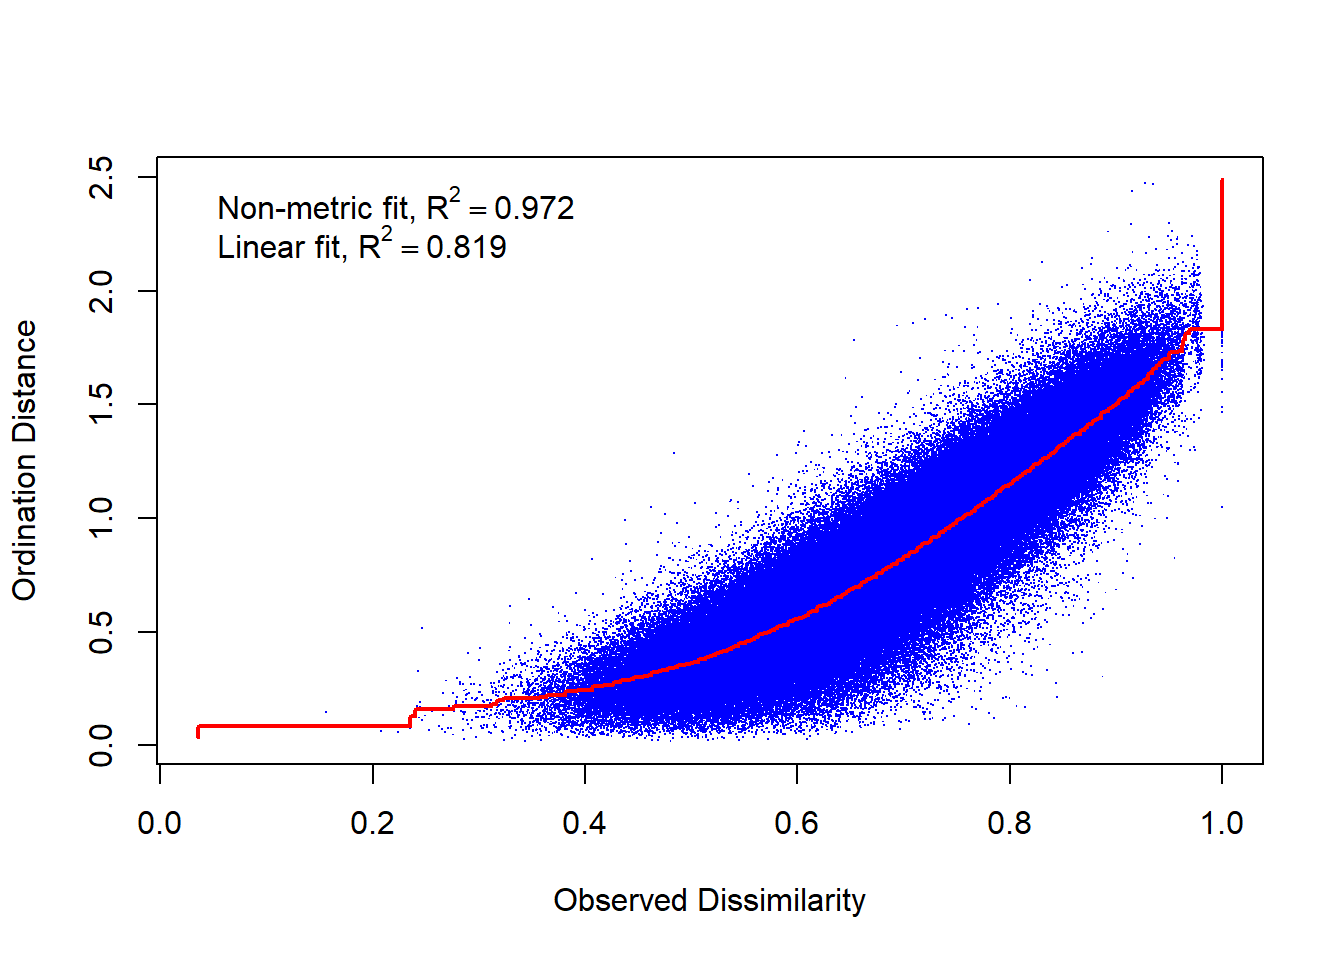 Non-metric fit, R² = 0.972
Linear fit, R² = 0.819
Ordination Distance
2.5
2.0
1.5
1.0
0.5
0.0
0.0 0.2 0.4 0.6 0.8 1.0
Observed Dissimilarity